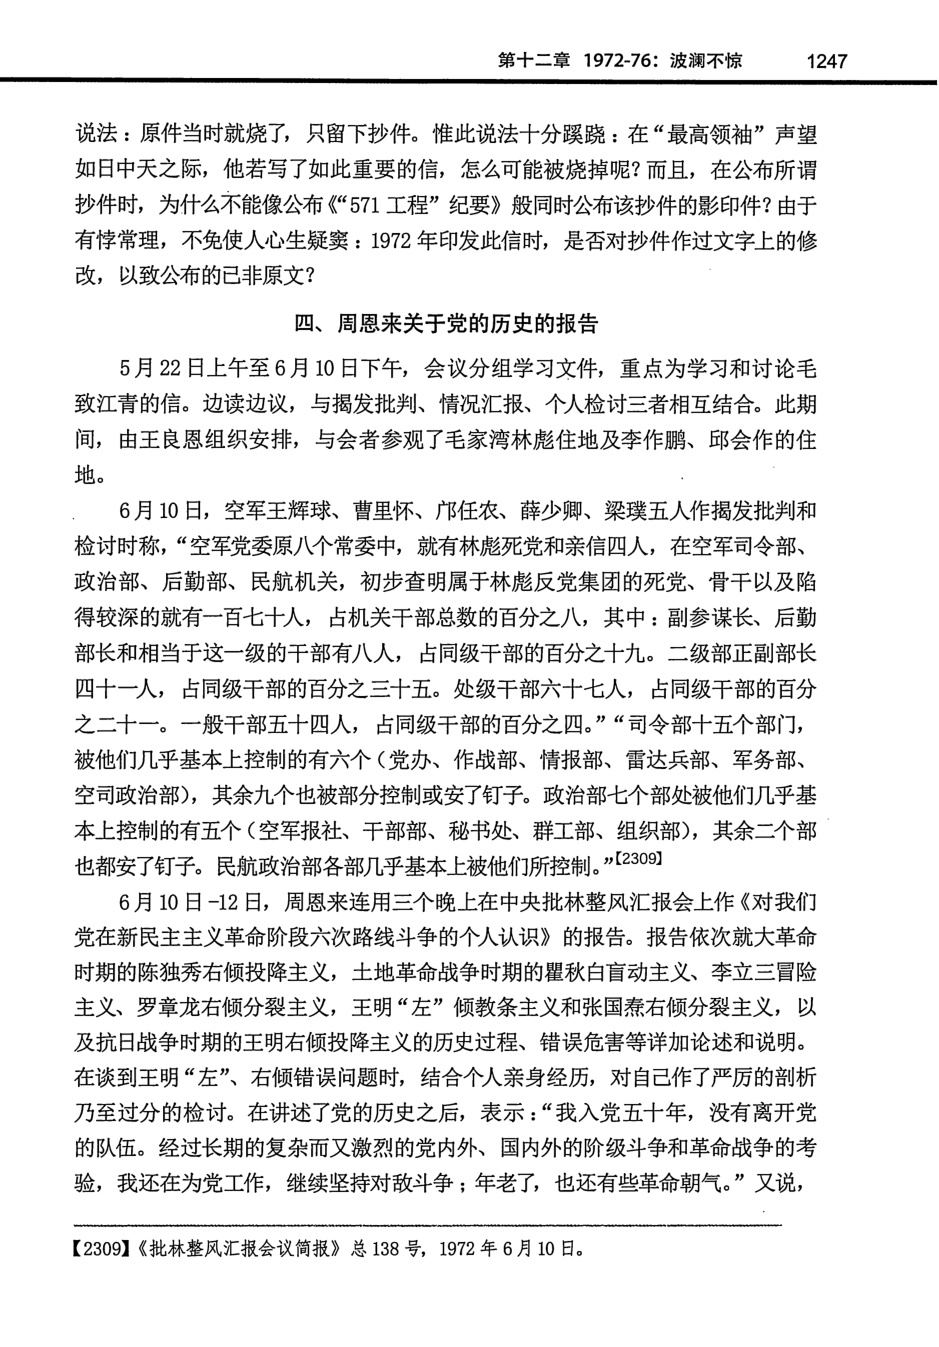 第十二章 1972-76：波澜不惊 1247
说法：原件当时就烧了，只留下抄件。惟此说法十分蹊跷：在“最高领袖”声望
如日中天之际，他若写了如此重要的信，怎么可能被烧掉呢？而且，在公布所谓
抄件时，为什么不能像公布《“571工程”纪要》般同时公布该抄件的影印件？由于
有悖常理，不免使人心生疑窦：1972年印发此信时，是否对抄件作过文字上的修
改，以致公布的已非原文？
四、周恩来关于党的历史的报告
5月22日上午至6月10日下午，会议分组学习文件，重点为学习和讨论毛
致江青的信。边读边议，与揭发批判、情况汇报、个人检讨三者相互结合。此期
间，由王良恩组织安排，与会者参观了毛家湾林彪住地及李作鹏、邱会作的住
地。
6月10日，空军王辉球、曹里怀、邝任农、薛少卿、梁璞五人作揭发批判和
检讨时称，“空军党委原八个常委中，就有林彪死党和亲信四人，在空军司令部、
政治部、后勤部、民航机关，初步查明属于林彪反党集团的死党、骨干以及陷
得较深的就有一百七十人，占机关干部总数的百分之八，其中：副参谋长、后勤
部长和相当于这一级的干部有八人，占同级干部的百分之十九。二级部正副部长
四十一人，占同级干部的百分之三十五。处级干部六十七人，占同级干部的百分
之二十一。一般干部五十四人，占同级干部的百分之四。”“司令部十五个部门，
被他们几乎基本上控制的有六个（党办、作战部、情报部、雷达兵部、军务部、
空司政治部），其余九个也被部分控制或安了钉子。政治部七个部处被他们几乎基
本上控制的有五个（空军报社、干部部、秘书处、群工部、组织部），其余二个部
也都安了钉子。民航政治部各部几乎基本上被他们所控制。”【2309】
6月10日-12日，周恩来连用三个晚上在中央批林整风汇报会上作《对我们
党在新民主主义革命阶段六次路线斗争的个人认识》的报告。报告依次就大革命
时期的陈独秀右倾投降主义，土地革命战争时期的瞿秋白盲动主义、李立三冒险
主义、罗章龙右倾分裂主义，王明“左”倾教条主义和张国焘右倾分裂主义，以
及抗日战争时期的王明右倾投降主义的历史过程、错误危害等详加论述和说明。
在谈到王明“左”、右倾错误问题时，结合个人亲身经历，对自己作了严厉的剖析
乃至过分的检讨。在讲述了党的历史之后，表示：“我入党五十年，没有离开党
的队伍。经过长期的复杂而又激烈的党内外、国内外的阶级斗争和革命战争的考
验，我还在为党工作，继续坚持对敌斗争；年老了，也还有些革命朝气。”又说，
【2309】《批林整风汇报会议简报》总138号，1972年6月10日。